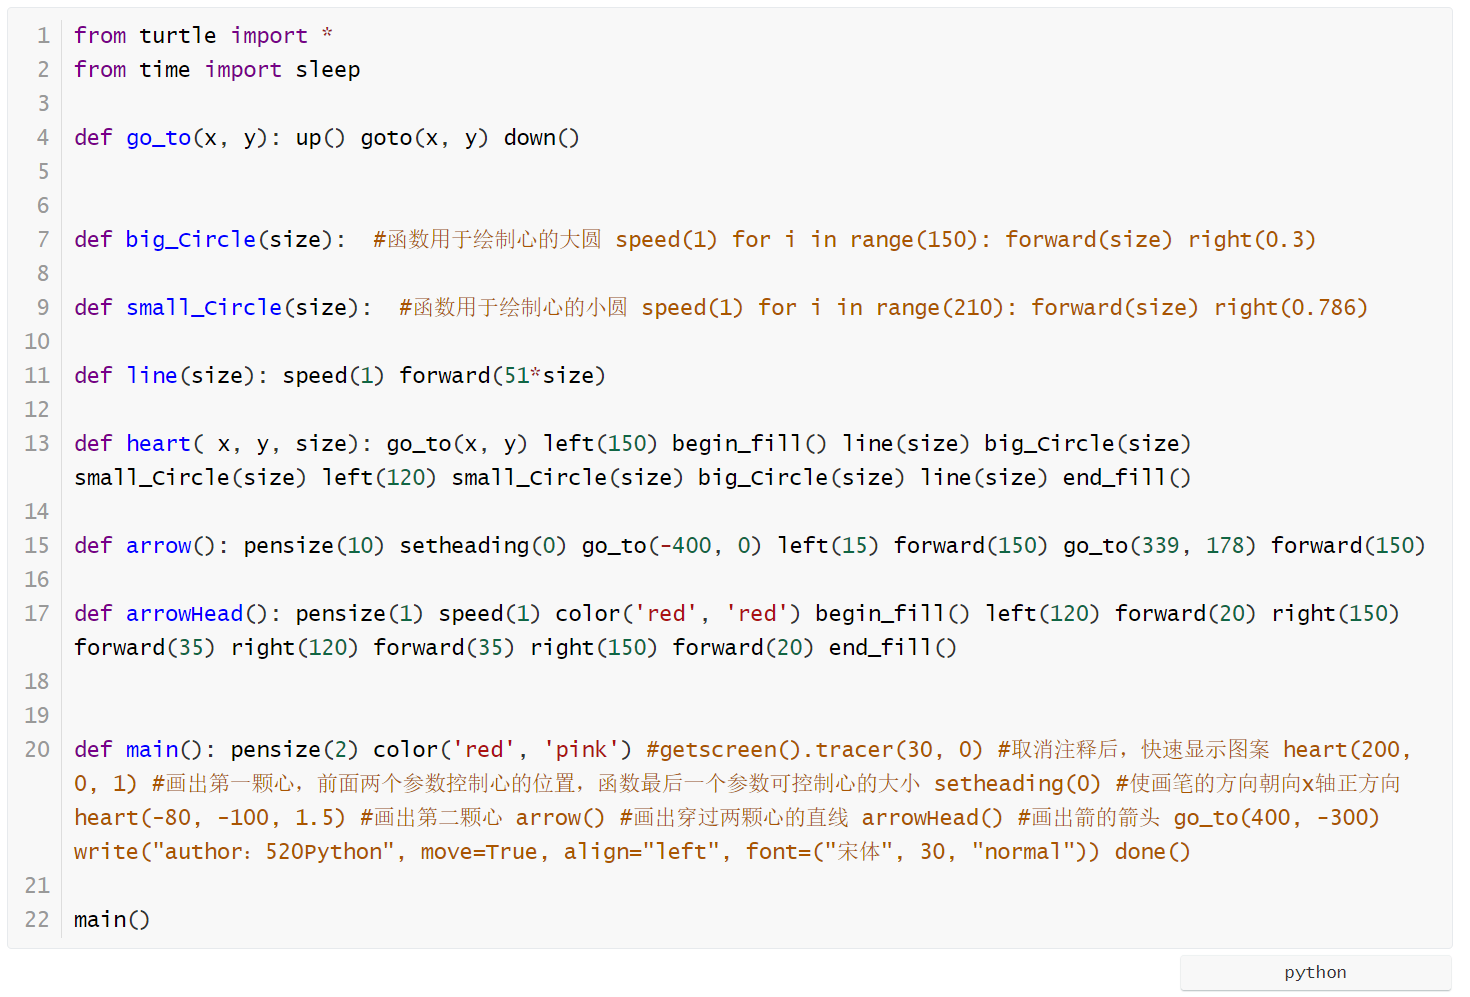 1 from turtle import *
2 from time import sleep
3
4 def go_to(x, y): up() goto(x, y) down()
5
6
7 def big_Circle(size):  #函数用于绘制心的大圆 speed(1) for i in range(150): forward(size) right(0.3)
8
9 def small_Circle(size):  #函数用于绘制心的小圆 speed(1) for i in range(210): forward(size) right(0.786)
10
11 def line(size): speed(1) forward(51*size)
12
13 def heart( x, y, size): go_to(x, y) left(150) begin_fill() line(size) big_Circle(size)
small_Circle(size) left(120) small_Circle(size) big_Circle(size) line(size) end_fill()
14
15 def arrow(): pensize(10) setheading(0) go_to(-400, 0) left(15) forward(150) go_to(339, 178) forward(150)
16
17 def arrowHead(): pensize(1) speed(1) color('red', 'red') begin_fill() left(120) forward(20) right(150)
forward(35) right(120) forward(35) right(150) forward(20) end_fill()
18
19
20 def main(): pensize(2) color('red', 'pink') #getscreen().tracer(30, 0) #取消注释后，快速显示图案 heart(200,
0, 1) #画出第一颗心，前面两个参数控制心的位置，函数最后一个参数可控制心的大小 setheading(0) #使画笔的方向朝向x轴正方向
heart(-80, -100, 1.5) #画出第二颗心 arrow() #画出穿过两颗心的直线 arrowHead() #画出箭的箭头 go_to(400, -300)
write("author：520Python", move=True, align="left", font=("宋体", 30, "normal")) done()
21
22 main()
python